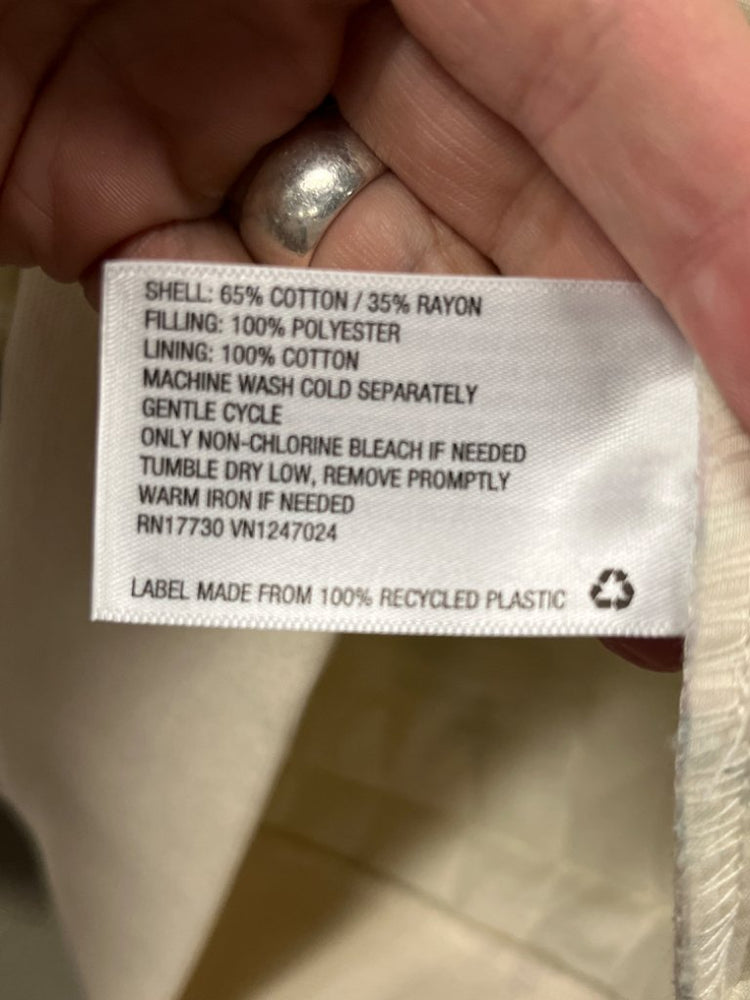 SHELL: 65% COTTON / 35% RAYON
FILLING: 100% POLYESTER
LINING: 100% COTTON
MACHINE WASH COLD SEPARATELY
GENTLE CYCLE
ONLY NON-CHLORINE BLEACH IF NEEDED
TUMBLE DRY LOW, REMOVE PROMPTLY
WARM IRON IF NEEDED
RN17730 VN1247024
LABEL MADE FROM 100% RECYCLED PLASTIC